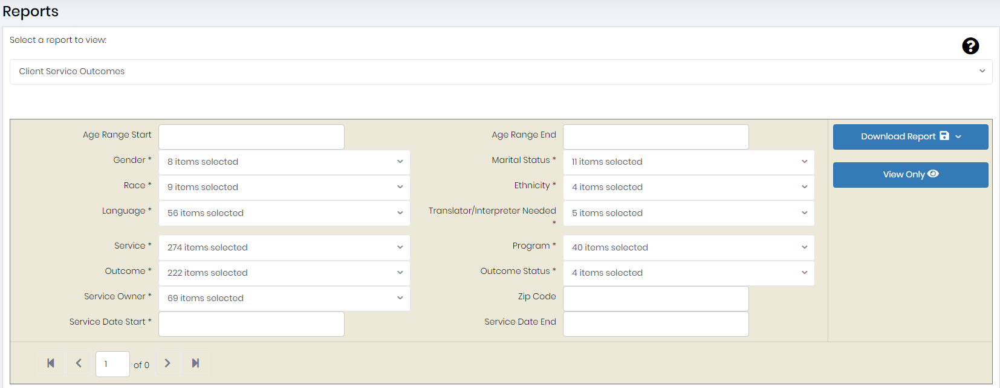 Reports
Select a report to view:
Client Service Outcomes
Age Range Start
Age Range End
Download Report
Gender *
8 items selected
Marital Status *
11 items selected
View Only
Race *
9 items selected
Ethnicity *
4 items selected
Language *
56 items selected
Translator/Interpreter Needed
*
5 items selected
Service *
274 items selected
Program *
40 items selected
Outcome *
222 items selected
Outcome Status *
4 items selected
Service Owner *
69 items selected
Zip Code
Service Date Start *
Service Date End
1
of 0